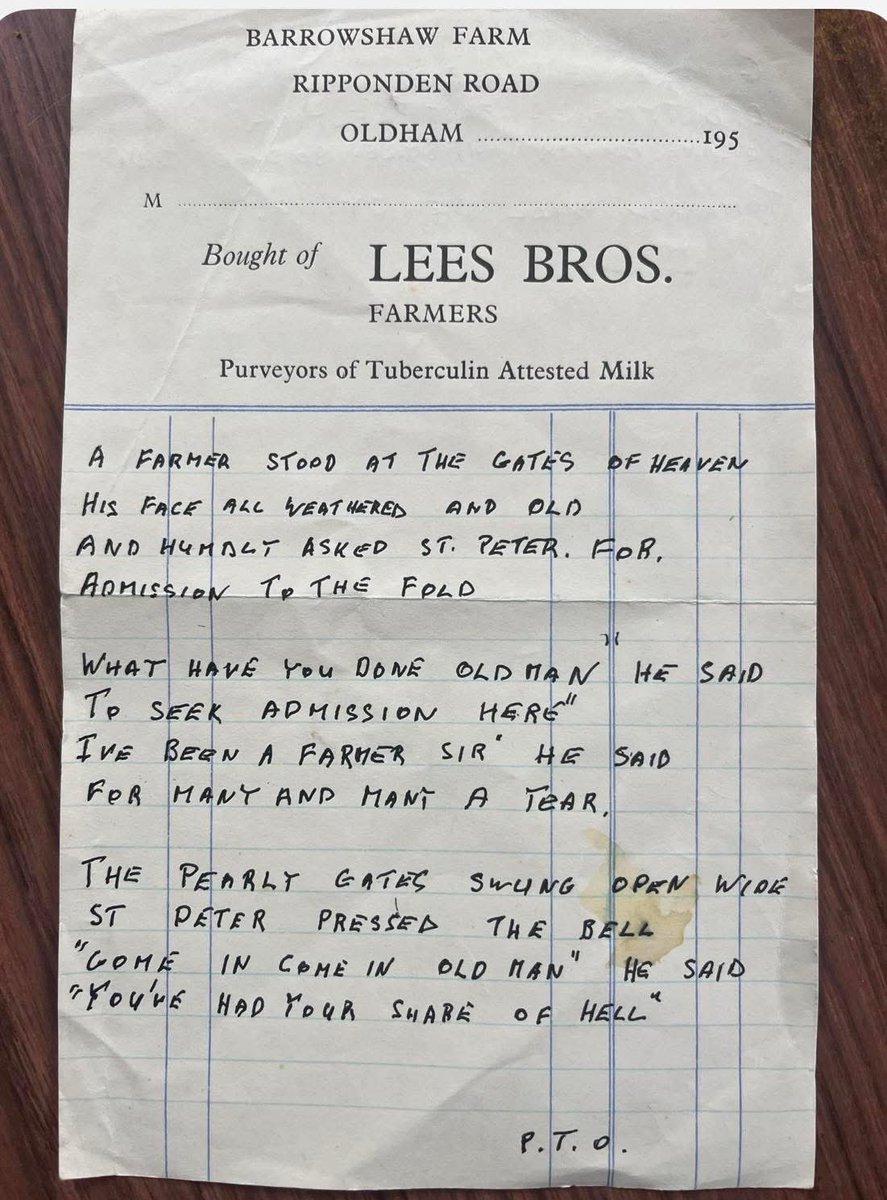 BARROWSHAW FARM
RIPPONDEN ROAD
OLDHAM ........................................195
M ........................................................................
Bought of LEES BROS.
FARMERS
Purveyors of Tuberculin Attested Milk
A FARMER STOOD AT THE GATES OF HEAVEN
HIS FACE ALL WEATHERED AND OLD
AND HUMBLY ASKED ST. PETER. FOR.
ADMISSION TO THE FOLD
WHAT HAVE YOU DONE OLD MAN" HE SAID
TO SEEK ADMISSION HERE"
I'VE BEEN A FARMER SIR" HE SAID
FOR MANY AND MANY A YEAR.
THE PEARLY GATES SWUNG OPEN WIDE
ST PETER PRESSED THE BELL
"COME IN COME IN OLD MAN" HE SAID
"YOU'VE HAD YOUR SHARE OF HELL"
P.T.O.